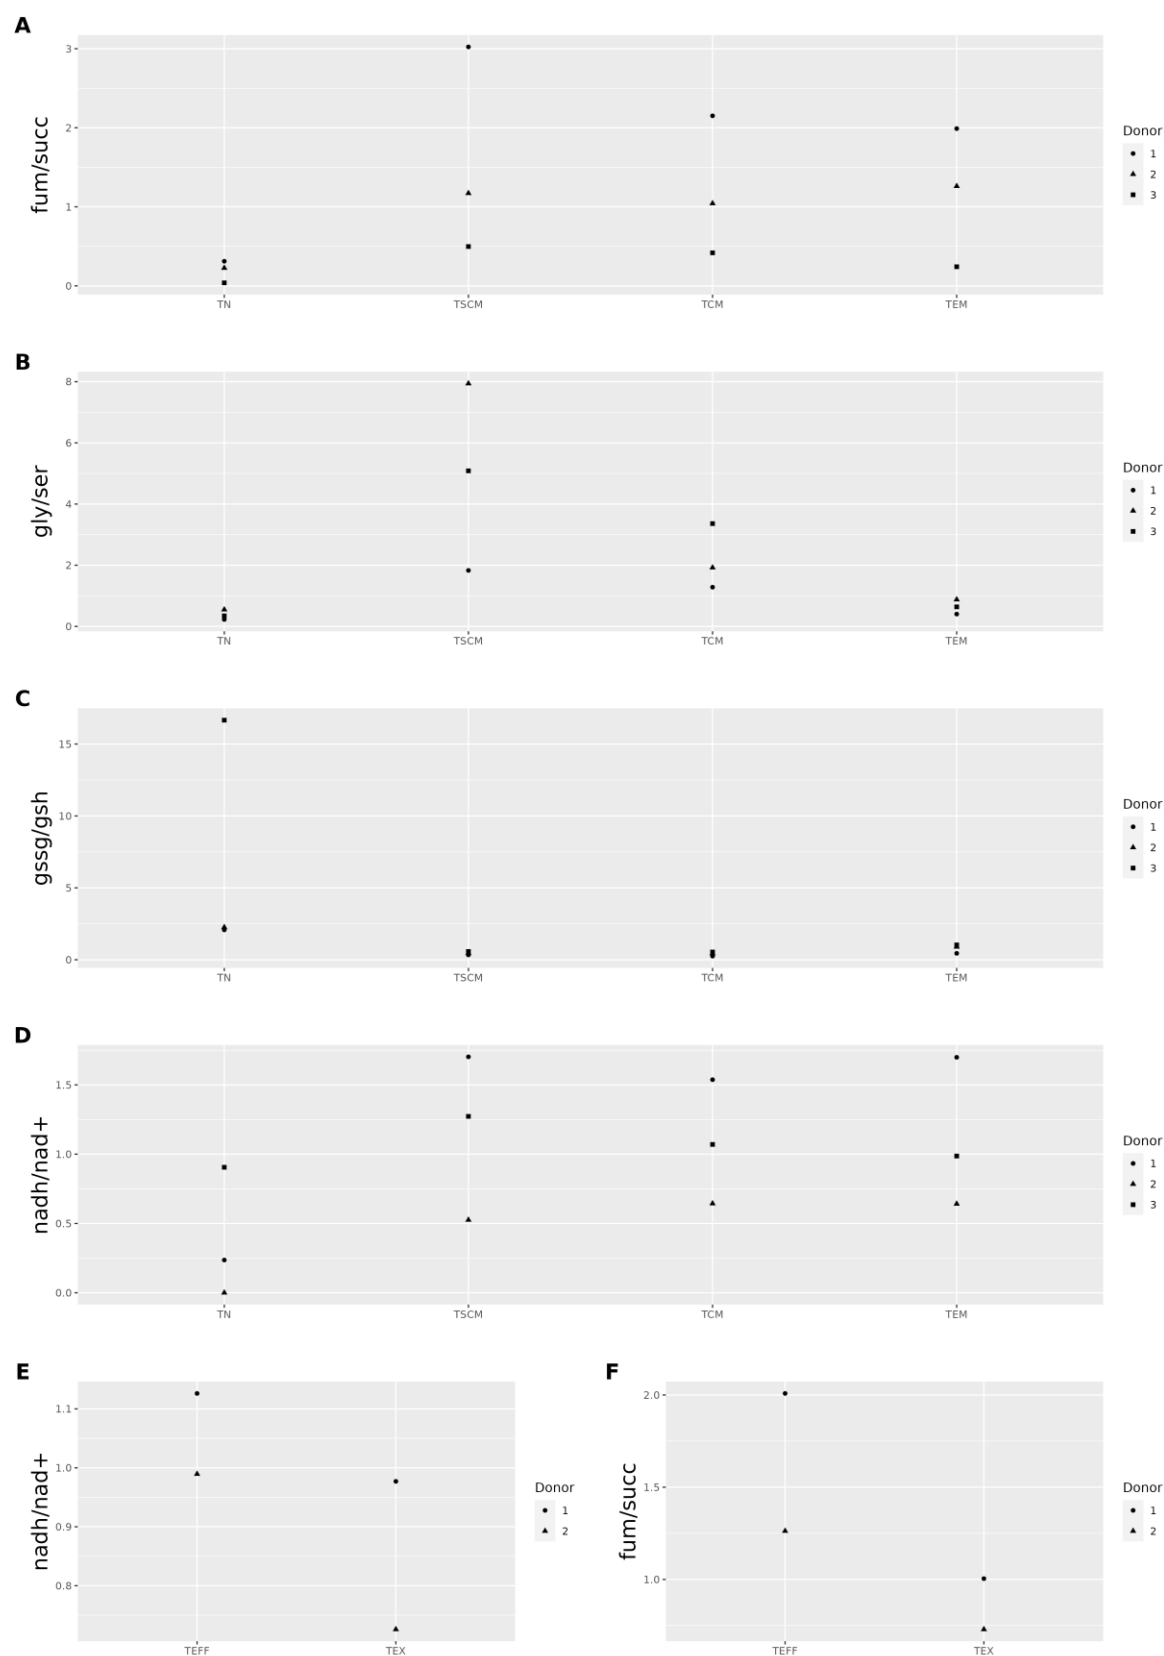 A
fum/succ
3
2
1
0
TN TSCM TCM TEM
Donor
1
2
3
B
gly/ser
8
6
4
2
0
TN TSCM TCM TEM
Donor
1
2
3
C
gssg/gsh
15
10
5
0
TN TSCM TCM TEM
Donor
1
2
3
D
nadh/nad+
1.5
1.0
0.5
0.0
TN TSCM TCM TEM
Donor
1
2
3
E
nadh/nad+
1.1
1.0
0.9
0.8
TEFF TEX
Donor
1
2
F
fum/succ
2.0
1.5
1.0
TEFF TEX
Donor
1
2